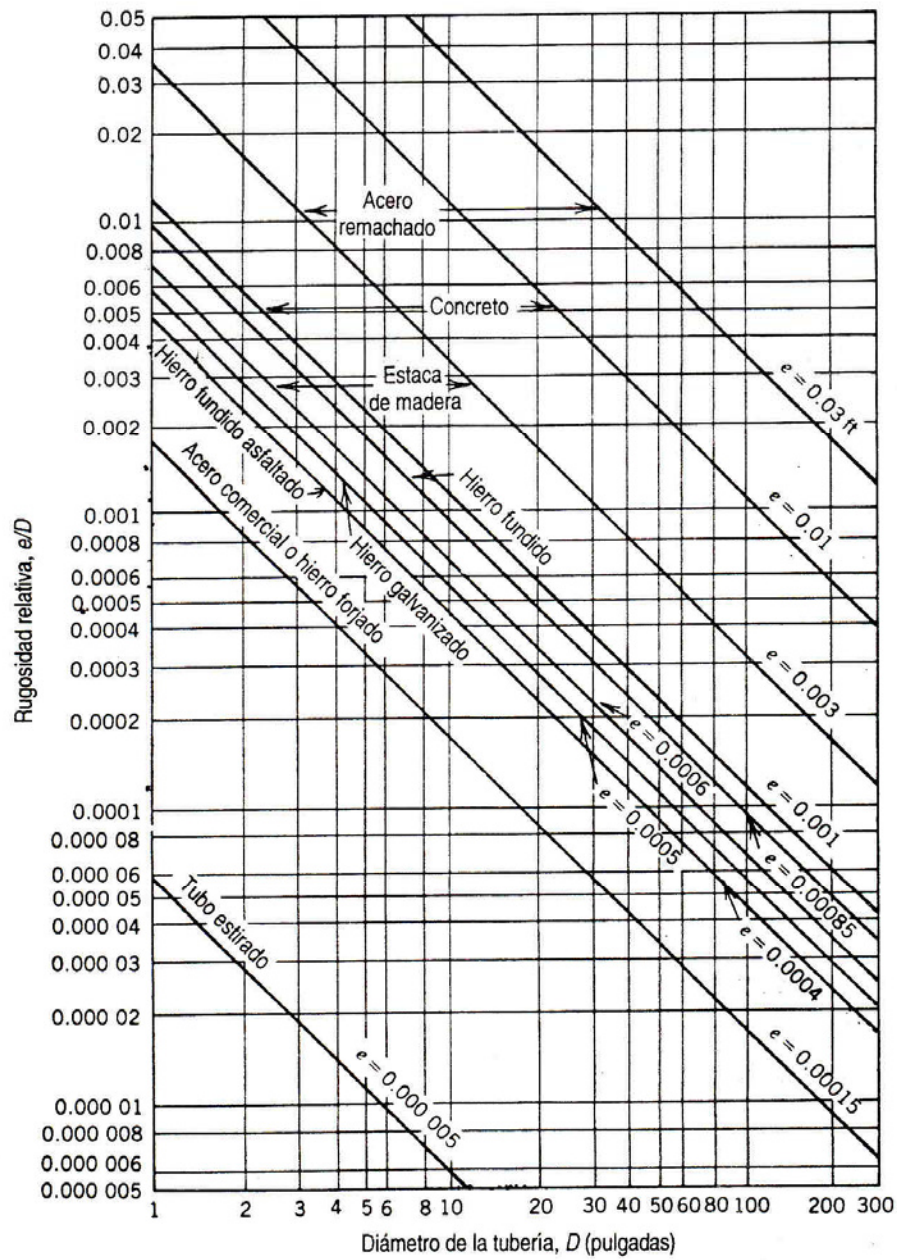 0.05
0.04
0.03
0.02
0.01
0.008
0.006
0.005
0.004
0.003
0.002
0.001
0.0008
0.0006
0.0005
0.0004
0.0003
0.0002
0.0001
0.000 08
0.000 06
0.000 05
0.000 04
0.000 03
0.000 02
0.000 01
0.000 008
0.000 006
0.000 005
Rugosidad relativa, e/D
Acero
remachado
Concreto
Estaca
de madera
Hierro fundido asfaltado
Acero comercial o hierro forjado
Hierro fundido
Hierro galvanizado
Tubo estirado
e = 0.03 ft
e = 0.01
e = 0.003
e = 0.001
e = 0.0006
e = 0.0005
e = 0.00085
e = 0.0004
e = 0.00015
e = 0.000 005
1 2 3 4 5 6 8 10 20 30 40 50 60 80 100 200 300
Diámetro de la tubería, D (pulgadas)